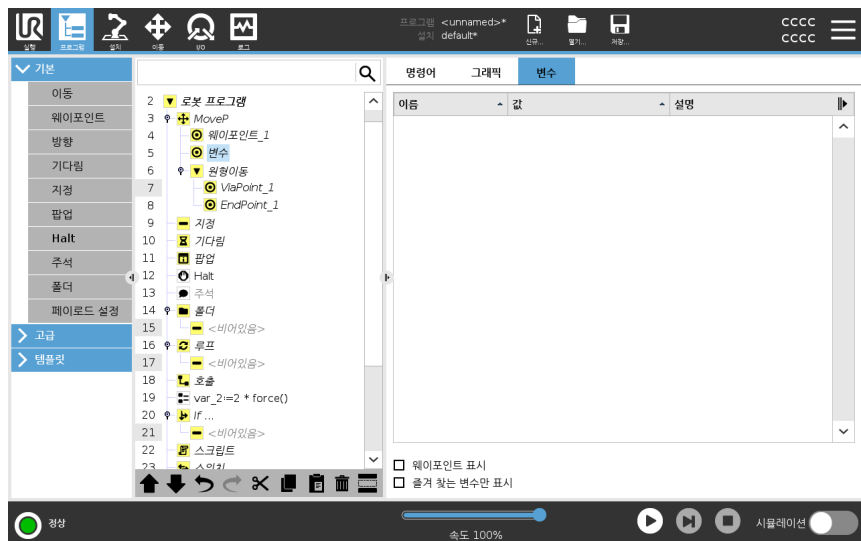 UR
실행
프로그램
설치
이동
I/O
로그
프로그램 <unnamed>*
설치 default*
신규...
열기...
저장...
cccc
cccc
기본
이동
웨이포인트
방향
기다림
지정
팝업
Halt
주석
폴더
페이로드 설정
고급
템플릿
2 로봇 프로그램
3 MoveP
4 웨이포인트_1
5 변수
6 원형이동
7 ViaPoint_1
8 EndPoint_1
9 지정
10 기다림
11 팝업
12 Halt
13 주석
14 폴더
15 <비어있음>
16 루프
17 <비어있음>
18 호출
19 var_2:=2 * force()
20 If ...
21 <비어있음>
22 스크립트
23 스위치
명령어 그래픽 변수
이름 값 설명
웨이포인트 표시
즐겨 찾는 변수만 표시
정상
속도 100%
시뮬레이션